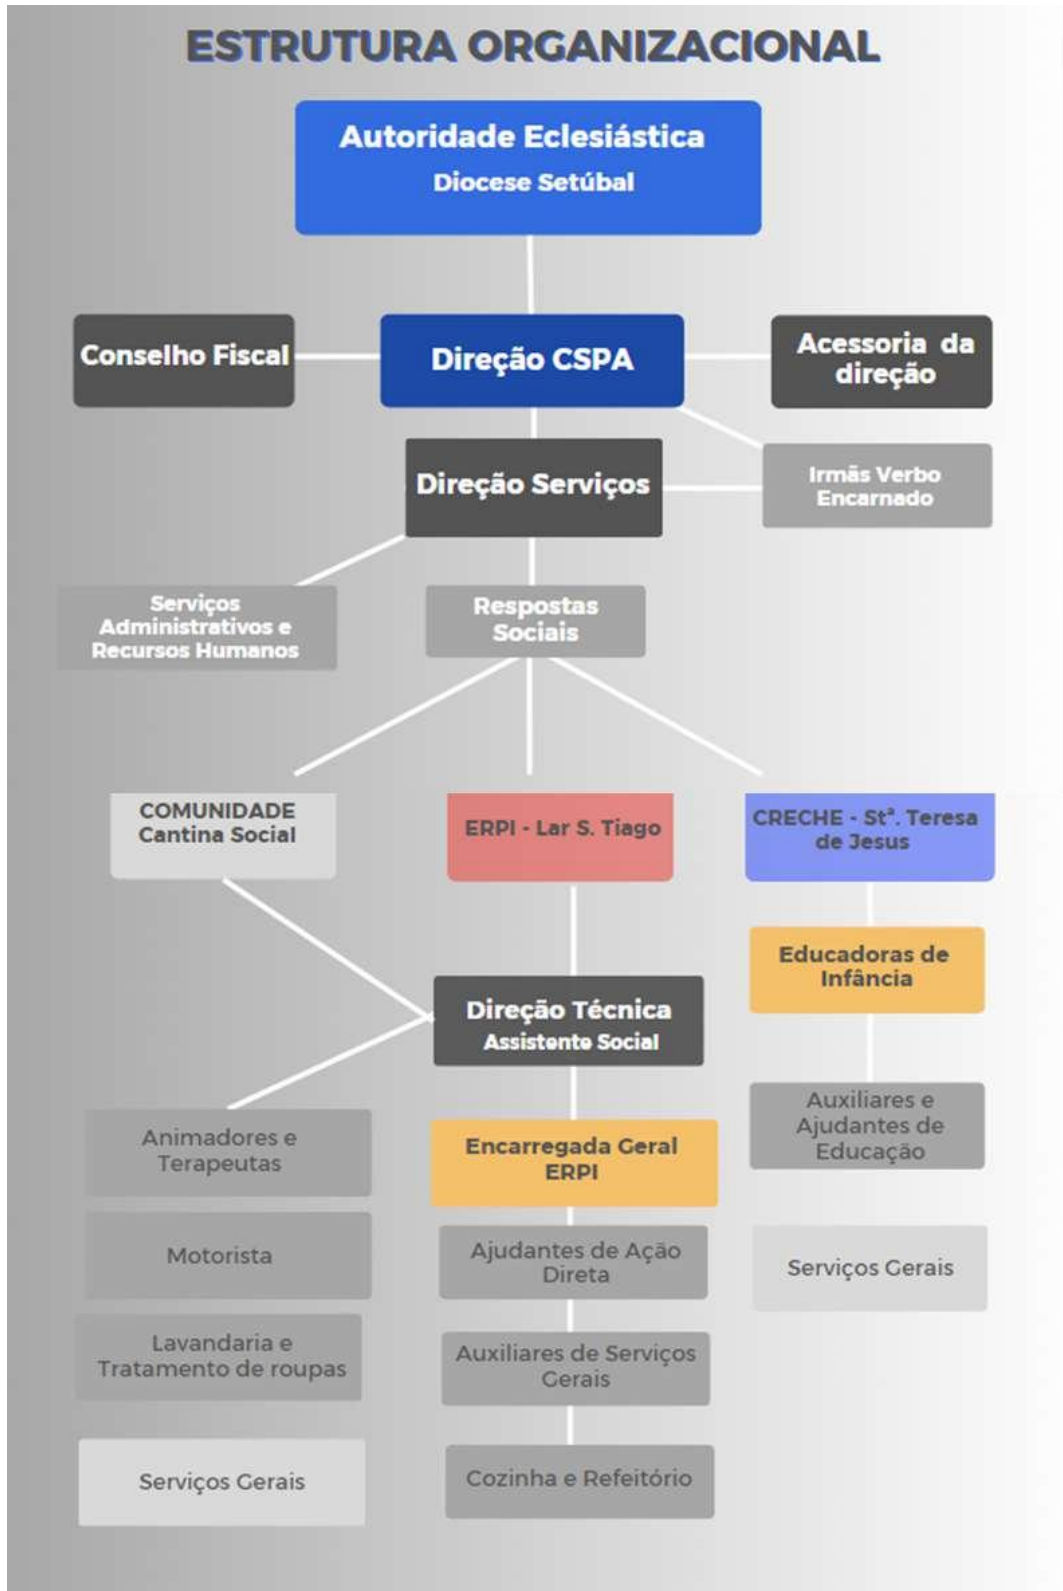 ESTRUTURA ORGANIZACIONAL
Autoridade Eclesiástica
Diocese Setúbal
Conselho Fiscal
Direção CSPA
Acessoria da
direção
Direção Serviços
Irmãs Verbo
Encarnado
Serviços
Administrativos e
Recursos Humanos
Respostas
Sociais
COMUNIDADE
Cantina Social
ERPI - Lar S. Tiago
CRECHE - Stª. Teresa
de Jesus
Educadoras de
Infância
Direção Técnica
Assistente Social
Auxiliares e
Ajudantes de
Educação
Animadores e
Terapeutas
Encarregada Geral
ERPI
Motorista
Ajudantes de Ação
Direta
Serviços Gerais
Lavandaria e
Tratamento de roupas
Auxiliares de Serviços
Gerais
Serviços Gerais
Cozinha e Refeitório